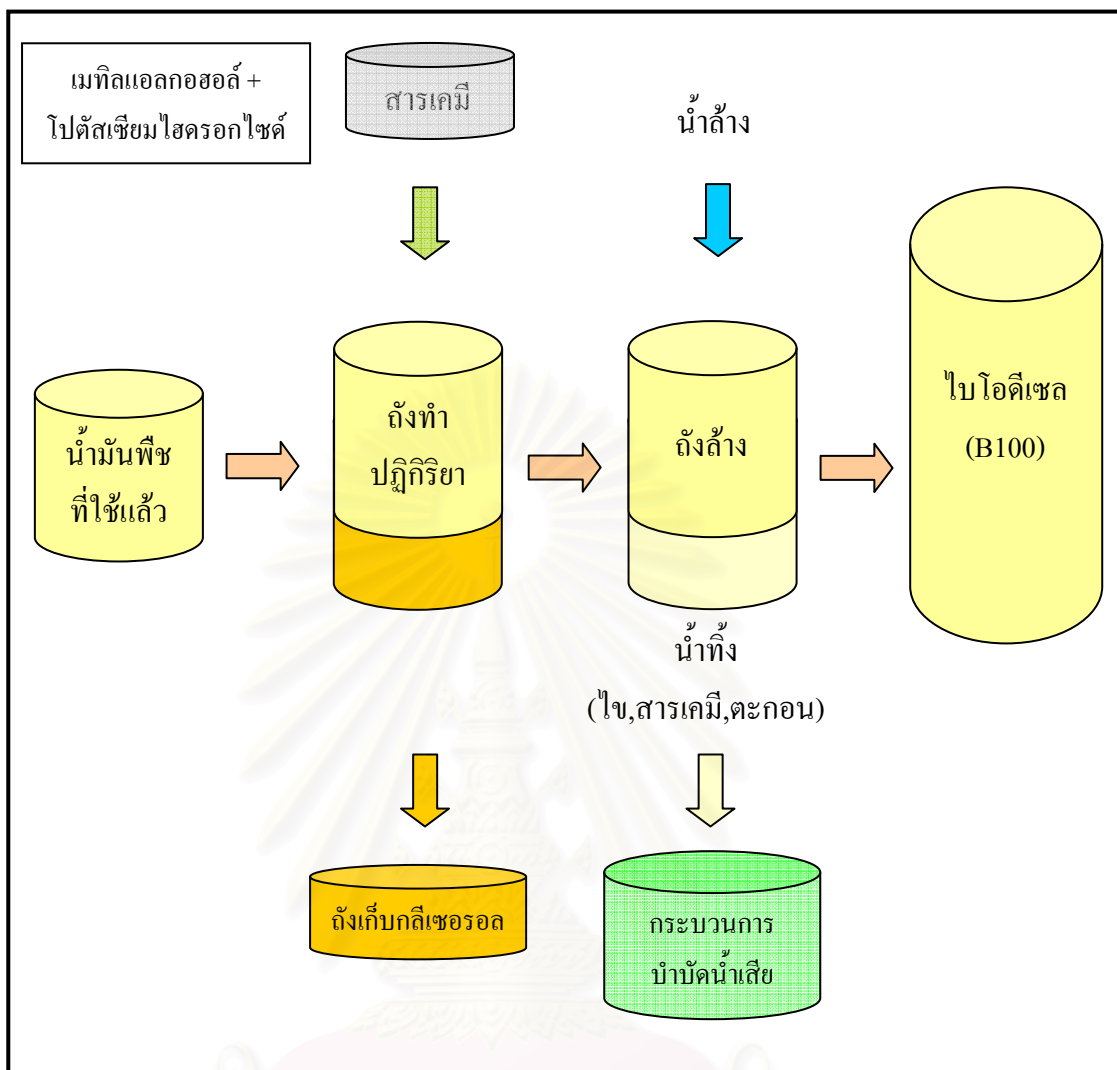 เมทิลแอลกอฮอล์ +
โปตัสเซียมไฮดรอกไซด์
สารเคมี
น้ำล้าง
น้ำมันพืช
ที่ใช้แล้ว
ถังทำ
ปฏิกิริยา
ถังล้าง
ไบโอดีเซล
(B100)
น้ำทิ้ง
(ไข,สารเคมี,ตะกอน)
ถังเก็บกลีเซอรอล
กระบวนการ
บำบัดน้ำเสีย